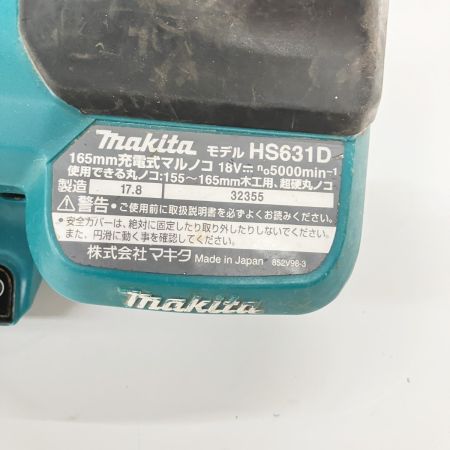 makita モデル HS631D
165mm充電式マルノコ 18V⎓ n₀5000min⁻¹
使用できる丸ノコ:155~165mm木工用、超硬丸ノコ
製造 17.8 32355
⚠警告 ・ご使用前に取扱説明書を必ずよくお読みください。
・安全カバーは、絶対に固定したり取り外したりしないでください。
また、円滑に動く事を確認してください。
株式会社マキタ Made in Japan 852V96-3
makita